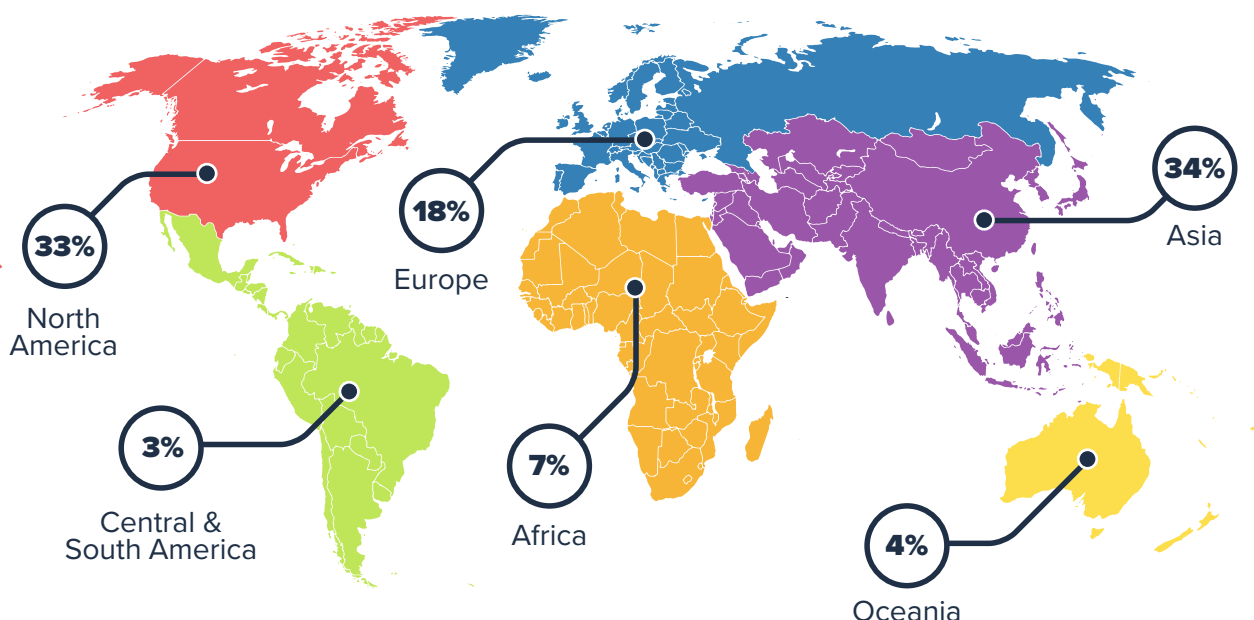 33%
North
America
18%
Europe
34%
Asia
3%
Central &
South America
7%
Africa
4%
Oceania